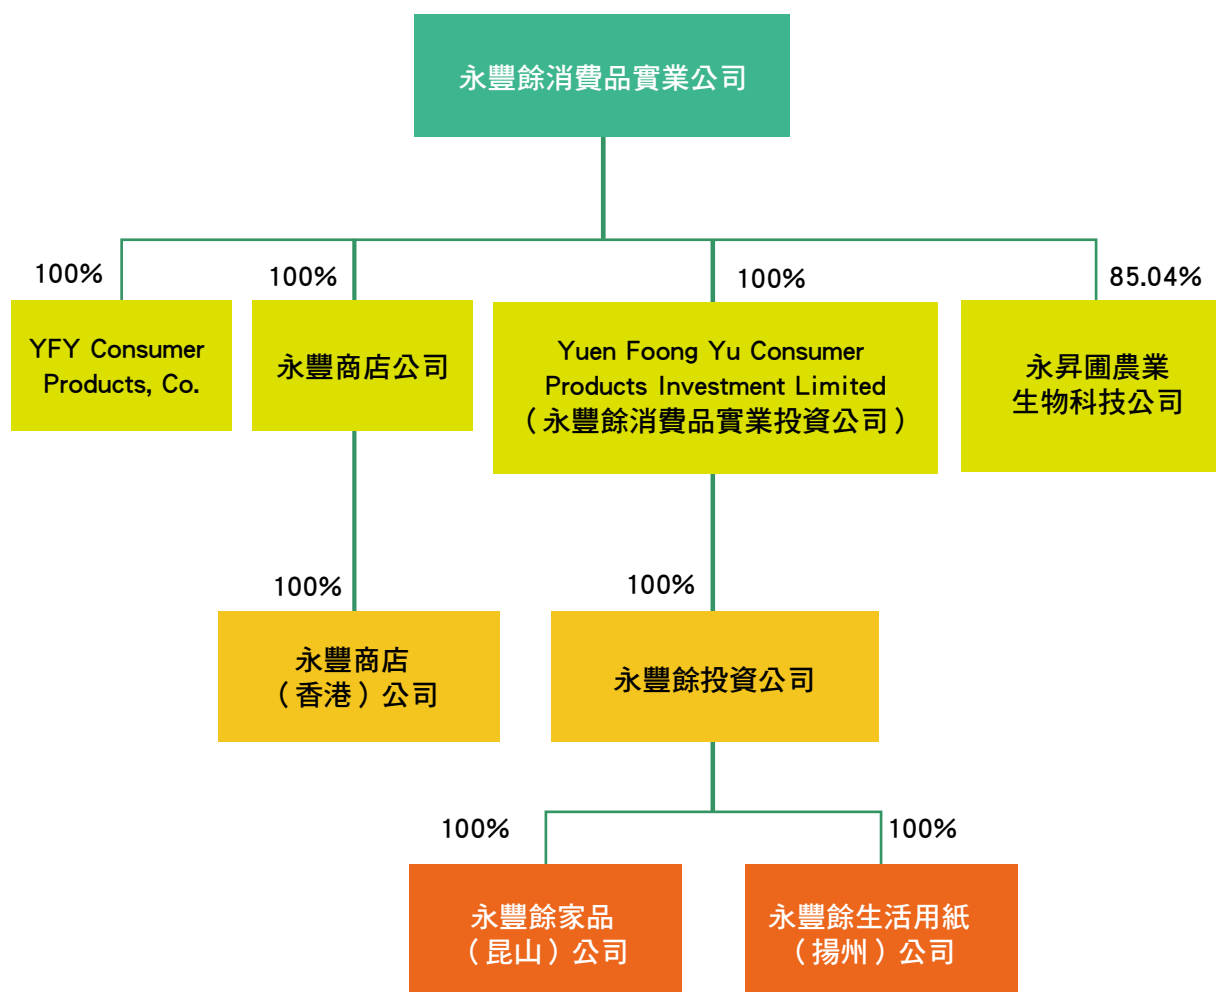 永豐餘消費品實業公司
100%
100%
100%
85.04%
YFY Consumer
Products, Co.
永豐商店公司
Yuen Foong Yu Consumer
Products Investment Limited
（永豐餘消費品實業投資公司）
永昇圃農業
生物科技公司
100%
100%
永豐商店
（香港）公司
永豐餘投資公司
100%
100%
永豐餘家品
（昆山）公司
永豐餘生活用紙
（揚州）公司